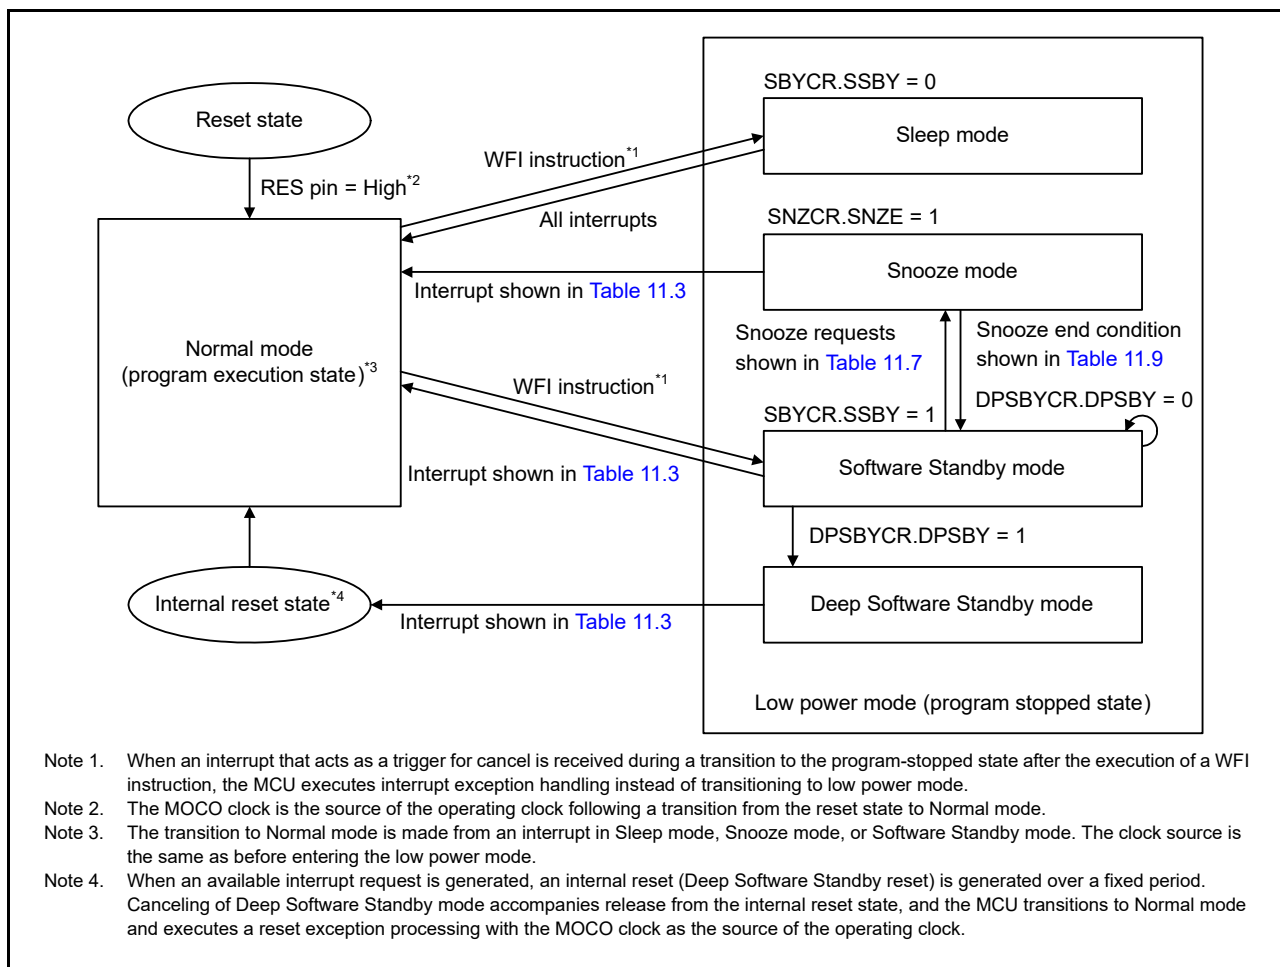 SBYCR.SSBY = 0
Reset state
Sleep mode
WFI instruction*1
RES pin = High*2
All interrupts
SNZCR.SNZE = 1
Snooze mode
Interrupt shown in Table 11.3
Snooze requests
shown in Table 11.7
Snooze end condition
shown in Table 11.9
Normal mode
(program execution state)*3
WFI instruction*1
DPSBYCR.DPSBY = 0
SBYCR.SSBY = 1
Software Standby mode
Interrupt shown in Table 11.3
DPSBYCR.DPSBY = 1
Internal reset state*4
Deep Software Standby mode
Interrupt shown in Table 11.3
Low power mode (program stopped state)
Note 1. When an interrupt that acts as a trigger for cancel is received during a transition to the program-stopped state after the execution of a WFI
instruction, the MCU executes interrupt exception handling instead of transitioning to low power mode.
Note 2. The MOCO clock is the source of the operating clock following a transition from the reset state to Normal mode.
Note 3. The transition to Normal mode is made from an interrupt in Sleep mode, Snooze mode, or Software Standby mode. The clock source is
the same as before entering the low power mode.
Note 4. When an available interrupt request is generated, an internal reset (Deep Software Standby reset) is generated over a fixed period.
Canceling of Deep Software Standby mode accompanies release from the internal reset state, and the MCU transitions to Normal mode
and executes a reset exception processing with the MOCO clock as the source of the operating clock.